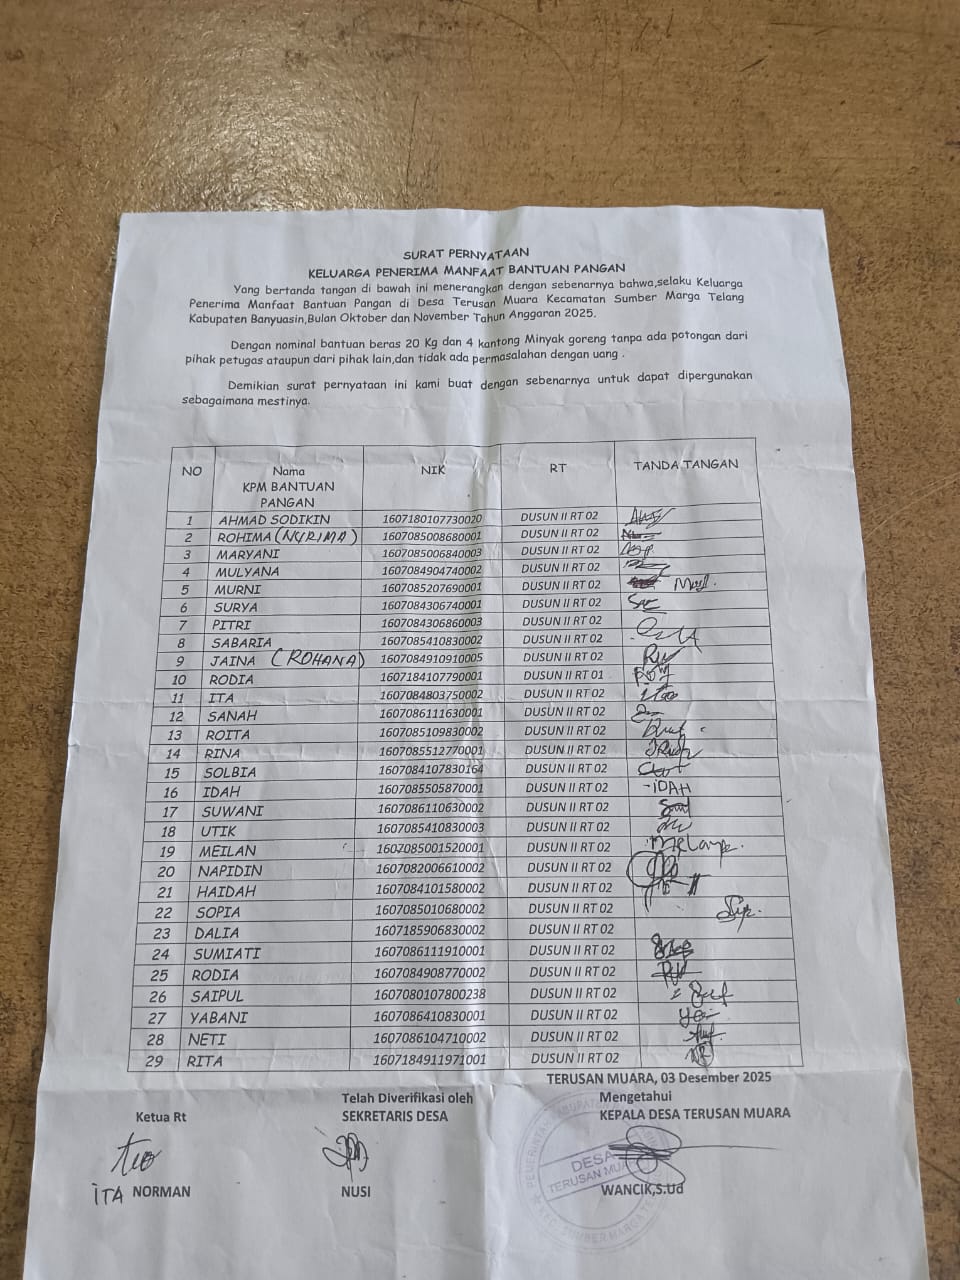 SURAT PERNYATAAN
KELUARGA PENERIMA MANFAAT BANTUAN PANGAN
Yang bertanda tangan di bawah ini menerangkan dengan sebenarnya bahwa,selaku Keluarga
Penerima Manfaat Bantuan Pangan di Desa Terusan Muara Kecamatan Sumber Marga Telang
Kabupaten Banyuasin,Bulan Oktober dan November Tahun Anggaran 2025.
Dengan nominal bantuan beras 20 Kg dan 4 kantong Minyak goreng tanpa ada potongan dari
pihak petugas ataupun dari pihak lain,dan tidak ada permasalahan dengan uang .
Demikian surat pernyataan ini kami buat dengan sebenarnya untuk dapat dipergunakan
sebagaimana mestinya.
NO Nama KPM BANTUAN PANGAN NIK RT TANDA TANGAN
1 AHMAD SODIKIN 1607180107730020 DUSUN II RT 02
2 ROHIMA (NURIMA) 1607085008680001 DUSUN II RT 02
3 MARYANI 1607085006840003 DUSUN II RT 02
4 MULYANA 1607084904740002 DUSUN II RT 02
5 MURNI 1607085207690001 DUSUN II RT 02
6 SURYA 1607084306740001 DUSUN II RT 02
7 PITRI 1607084306860003 DUSUN II RT 02
8 SABARIA 1607085410830002 DUSUN II RT 02
9 JAINA (ROHANA) 1607084910910005 DUSUN II RT 02
10 RODIA 1607184107790001 DUSUN II RT 01
11 ITA 1607084803750002 DUSUN II RT 02
12 SANAH 1607086111630001 DUSUN II RT 02
13 ROITA 1607085109830002 DUSUN II RT 02
14 RINA 1607085512770001 DUSUN II RT 02
15 SOLBIA 1607084107830164 DUSUN II RT 02
16 IDAH 1607085505870001 DUSUN II RT 02 -iDAH
17 SUWANI 1607086110630002 DUSUN II RT 02
18 UTIK 1607085410830003 DUSUN II RT 02
19 MEILAN 1607085001520001 DUSUN II RT 02
20 NAPIDIN 1607082006610002 DUSUN II RT 02
21 HAIDAH 1607084101580002 DUSUN II RT 02
22 SOPIA 1607085010680002 DUSUN II RT 02
23 DALIA 1607185906830002 DUSUN II RT 02
24 SUMIATI 1607086111910001 DUSUN II RT 02
25 RODIA 1607084908770002 DUSUN II RT 02
26 SAIPUL 1607080107800238 DUSUN II RT 02
27 YABANI 1607086410830001 DUSUN II RT 02
28 NETI 1607086104710002 DUSUN II RT 02
29 RITA 1607184911971001 DUSUN II RT 02
TERUSAN MUARA, 03 Desember 2025
Telah Diverifikasi oleh Mengetahui
Ketua Rt SEKRETARIS DESA KEPALA DESA TERUSAN MUARA
DESA
TERUSAN MUARA
ITA NORMAN NUSI WANCIK,S.Ud